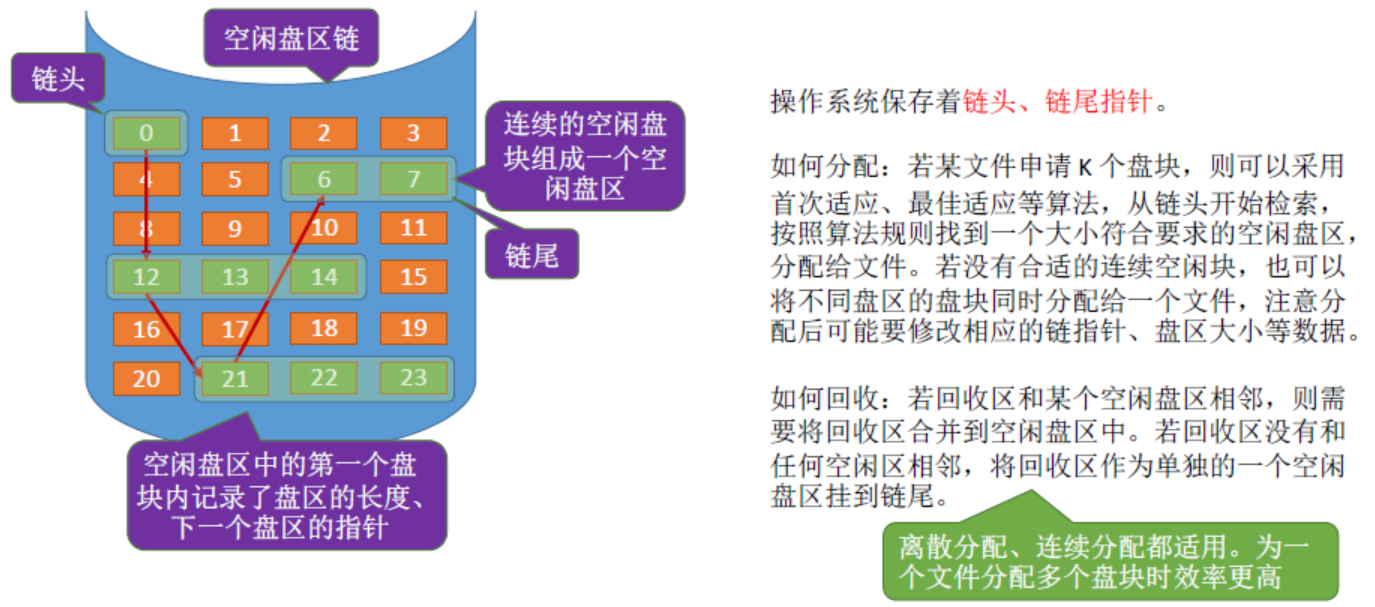 空闲盘区链
链头
0 1 2 3
4 5 6 7
8 9 10 11
12 13 14 15
16 17 18 19
20 21 22 23
连续的空闲盘
块组成一个空
闲盘区
链尾
空闲盘区中的第一个盘
块内记录了盘区的长度、
下一个盘区的指针
操作系统保存着链头、链尾指针。
如何分配：若某文件申请 K 个盘块，则可以采用
首次适应、最佳适应等算法，从链头开始检索，
按照算法规则找到一个大小符合要求的空闲盘区，
分配给文件。若没有合适的连续空闲块，也可以
将不同盘区的盘块同时分配给一个文件，注意分
配后可能要修改相应的链指针、盘区大小等数据。
如何回收：若回收区和某个空闲盘区相邻，则需
要将回收区合并到空闲盘区中。若回收区没有和
任何空闲区相邻，将回收区作为单独的一个空闲
盘区挂到链尾。
离散分配、连续分配都适用。为一
个文件分配多个盘块时效率更高